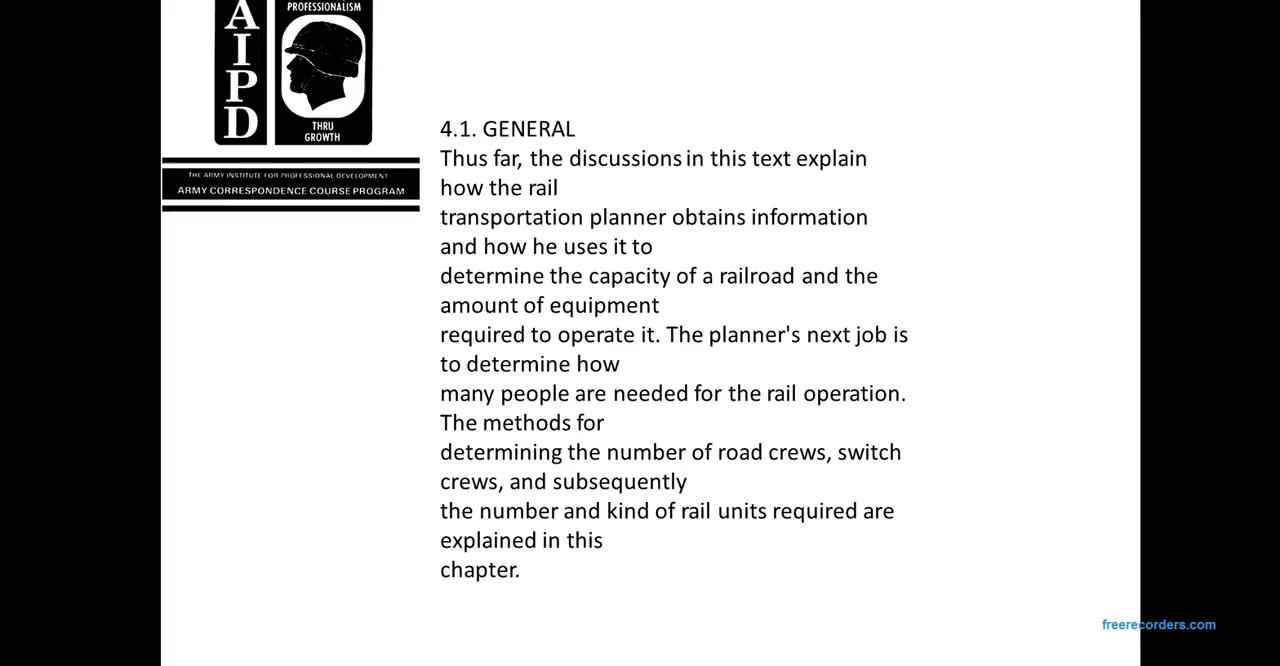 AIPD
PROFESSIONALISM
THRU
GROWTH
THE ARMY INSTITUTE FOR PROFESSIONAL DEVELOPMENT
ARMY CORRESPONDENCE COURSE PROGRAM
4.1. GENERAL
Thus far, the discussions in this text explain
how the rail
transportation planner obtains information
and how he uses it to
determine the capacity of a railroad and the
amount of equipment
required to operate it. The planner's next job is
to determine how
many people are needed for the rail operation.
The methods for
determining the number of road crews, switch
crews, and subsequently
the number and kind of rail units required are
explained in this
chapter.
freerecorders.com